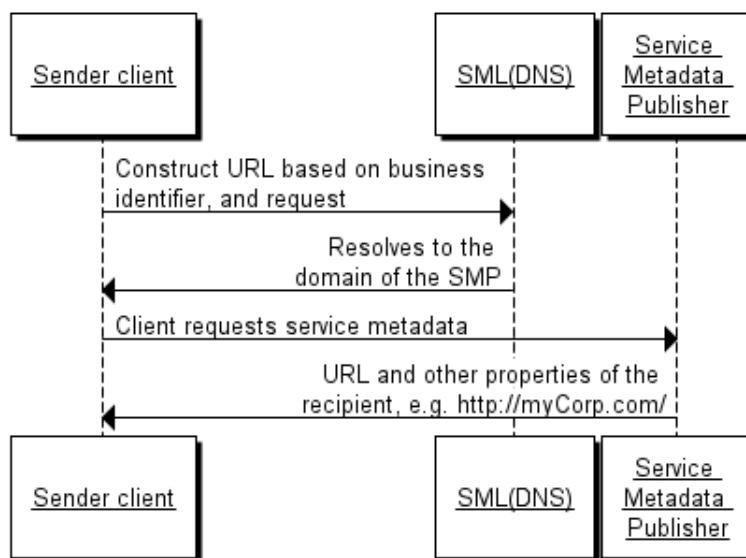 Sender client
SML(DNS)
Service
Metadata
Publisher
Construct URL based on business
identifier, and request
Resolves to the
domain of the SMP
Client requests service metadata
URL and other properties of the
recipient, e.g. http://myCorp.com/
Sender client
SML(DNS)
Service
Metadata
Publisher